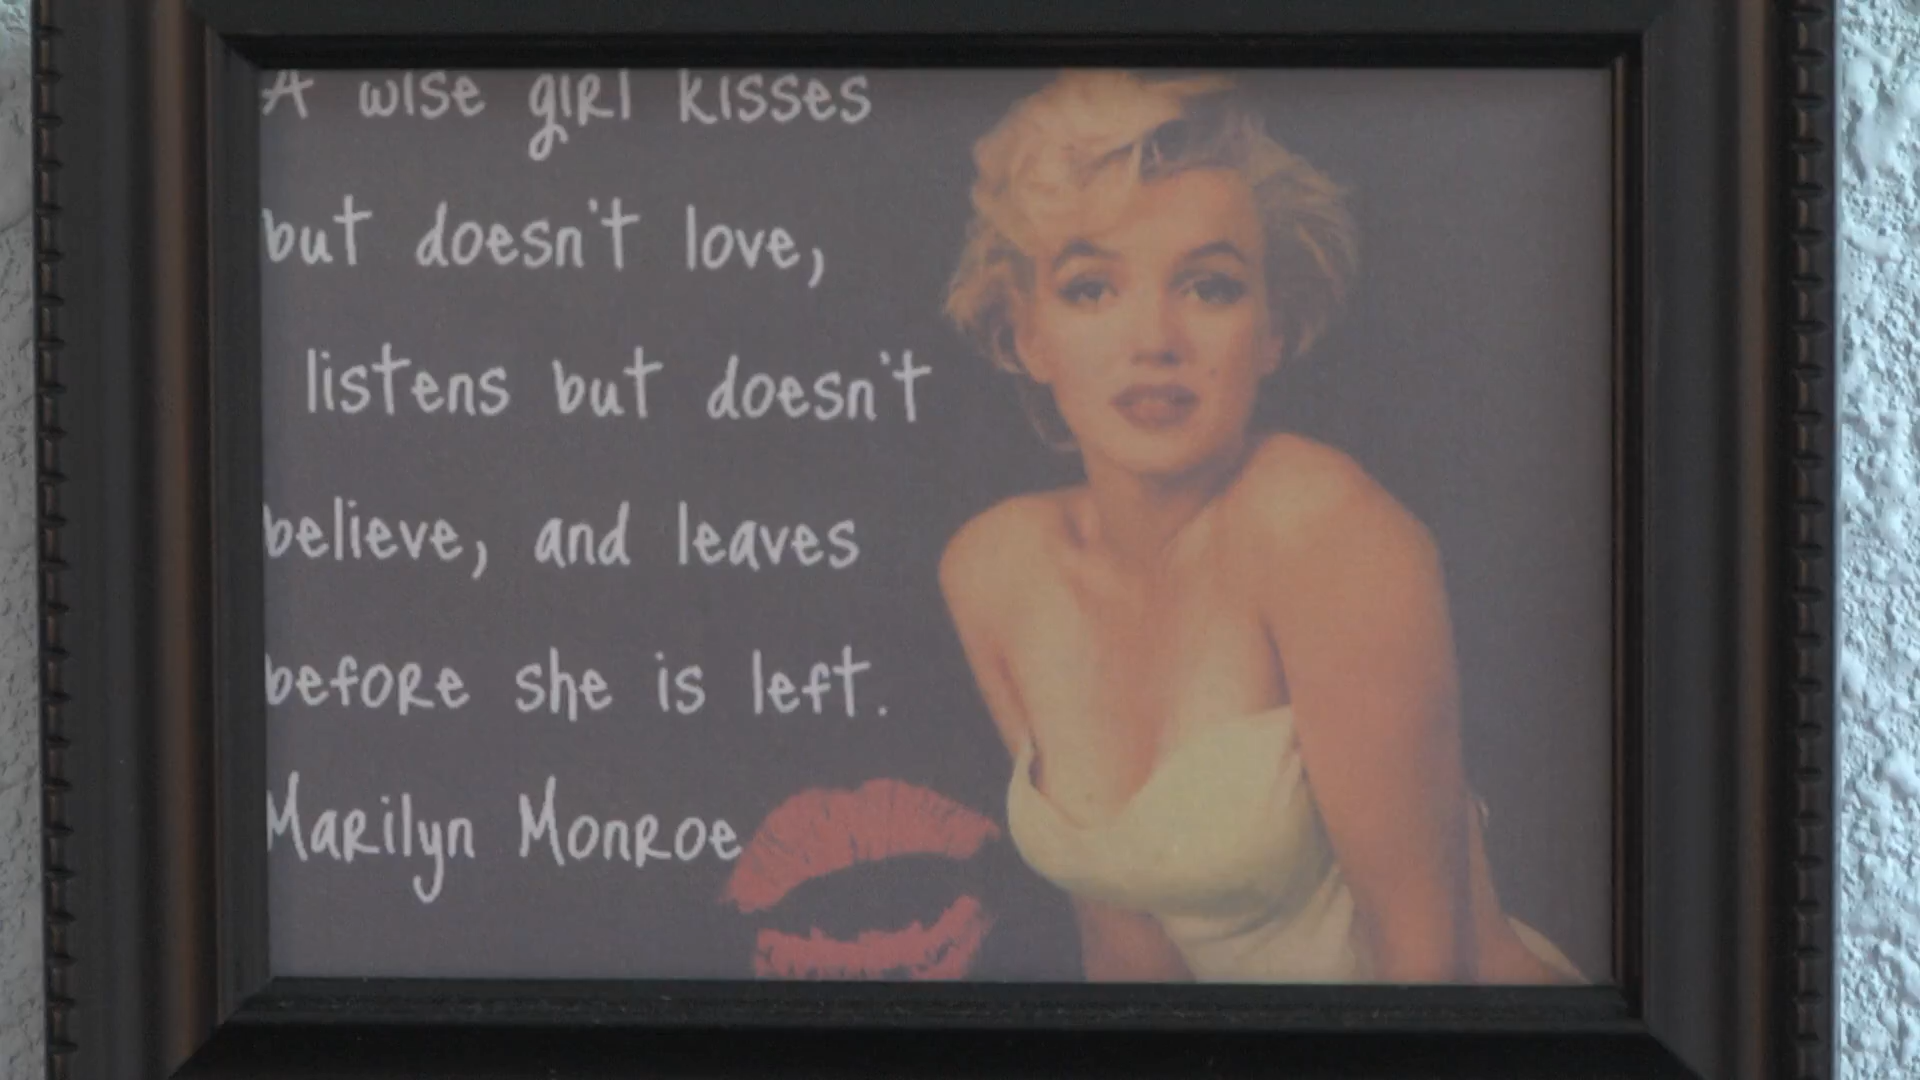 A wise girl kisses
but doesn't love,
listens but doesn't
believe, and leaves
before she is left.
Marilyn Monroe